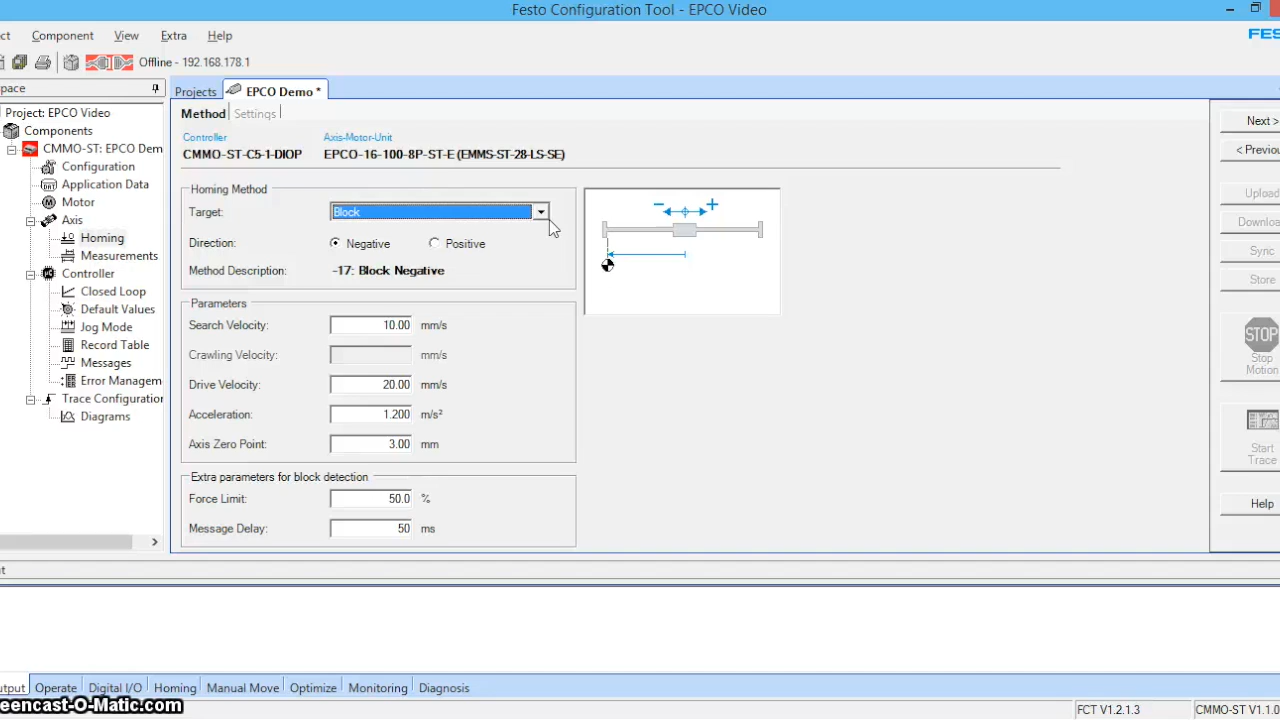 Festo Configuration Tool - EPCO Video
ct Component View Extra Help
FES
Offline - 192.168.178.1
pace
Projects EPCO Demo *
Project: EPCO Video
Components
CMMO-ST: EPCO Dem
Configuration
Application Data
Motor
Axis
Homing
Measurements
Controller
Closed Loop
Default Values
Jog Mode
Record Table
Messages
Error Managem
Trace Configuration
Diagrams
Method Settings
Controller Axis-Motor-Unit
CMMO-ST-C5-1-DIOP EPCO-16-100-8P-ST-E (EMMS-ST-28-LS-SE)
Homing Method
Target: Block
Direction: Negative Positive
Method Description: -17: Block Negative
Parameters
Search Velocity: 10.00 mm/s
Crawling Velocity: mm/s
Drive Velocity: 20.00 mm/s
Acceleration: 1.200 m/s²
Axis Zero Point: 3.00 mm
Extra parameters for block detection
Force Limit: 50.0 %
Message Delay: 50 ms
− +
Next >
< Previou
Upload
Downloa
Sync
Store
STOP
Stop
Motion
Start
Trace
Help
t
utput Operate Digital I/O Homing Manual Move Optimize Monitoring Diagnosis
eencast-O-Matic.com
FCT V1.2.1.3 CMMO-ST V1.1.0